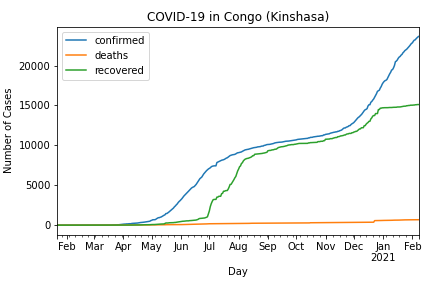 COVID-19 in Congo (Kinshasa)
confirmed
deaths
recovered
Number of Cases
20000
15000
10000
5000
0
Feb Mar Apr May Jun Jul Aug Sep Oct Nov Dec Jan Feb
2021
Day